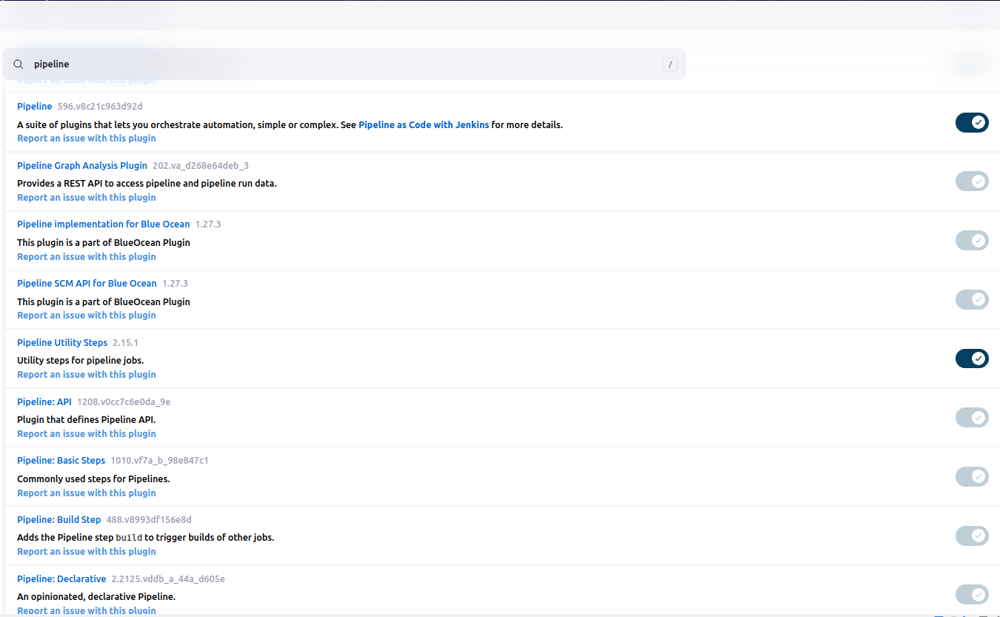 pipeline /
Report an issue with this plugin
Pipeline 596.v8c21c963d92d
A suite of plugins that lets you orchestrate automation, simple or complex. See Pipeline as Code with Jenkins for more details.
Report an issue with this plugin
Pipeline Graph Analysis Plugin 202.va_d268e64deb_3
Provides a REST API to access pipeline and pipeline run data.
Report an issue with this plugin
Pipeline implementation for Blue Ocean 1.27.3
This plugin is a part of BlueOcean Plugin
Report an issue with this plugin
Pipeline SCM API for Blue Ocean 1.27.3
This plugin is a part of BlueOcean Plugin
Report an issue with this plugin
Pipeline Utility Steps 2.15.1
Utility steps for pipeline jobs.
Report an issue with this plugin
Pipeline: API 1208.v0cc7c6e0da_9e
Plugin that defines Pipeline API.
Report an issue with this plugin
Pipeline: Basic Steps 1010.vf7a_b_98e847c1
Commonly used steps for Pipelines.
Report an issue with this plugin
Pipeline: Build Step 488.v8993df156e8d
Adds the Pipeline step build to trigger builds of other jobs.
Report an issue with this plugin
Pipeline: Declarative 2.2125.vddb_a_44a_d605e
An opinionated, declarative Pipeline.
Report an issue with this plugin